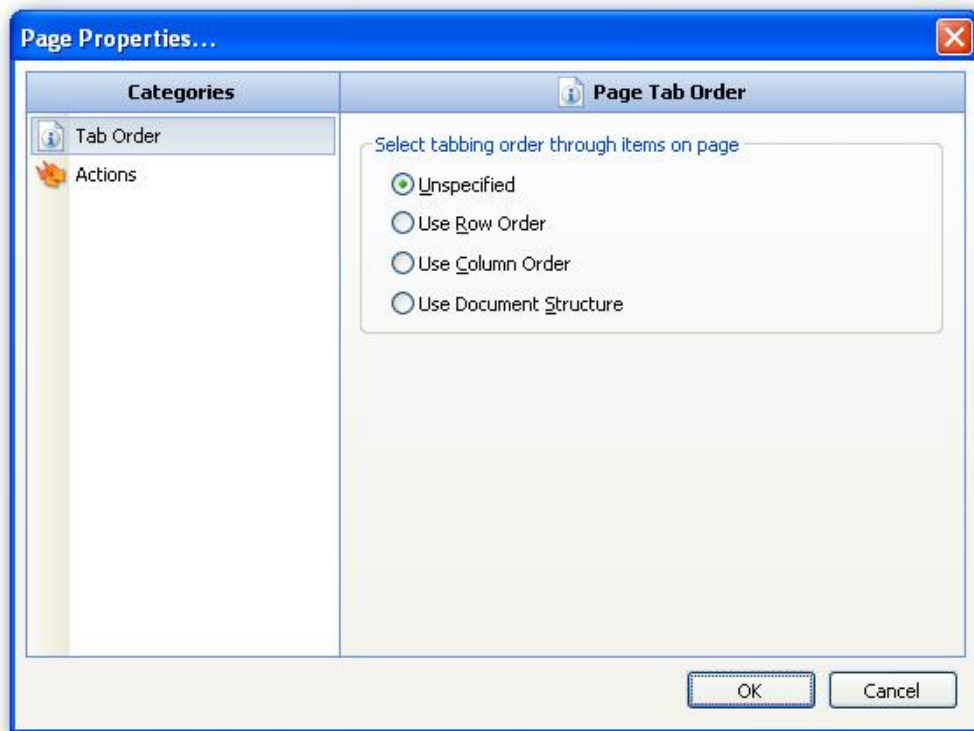 Page Properties...
Categories
Page Tab Order
Tab Order
Actions
Select tabbing order through items on page
Unspecified
Use Row Order
Use Column Order
Use Document Structure
OK
Cancel